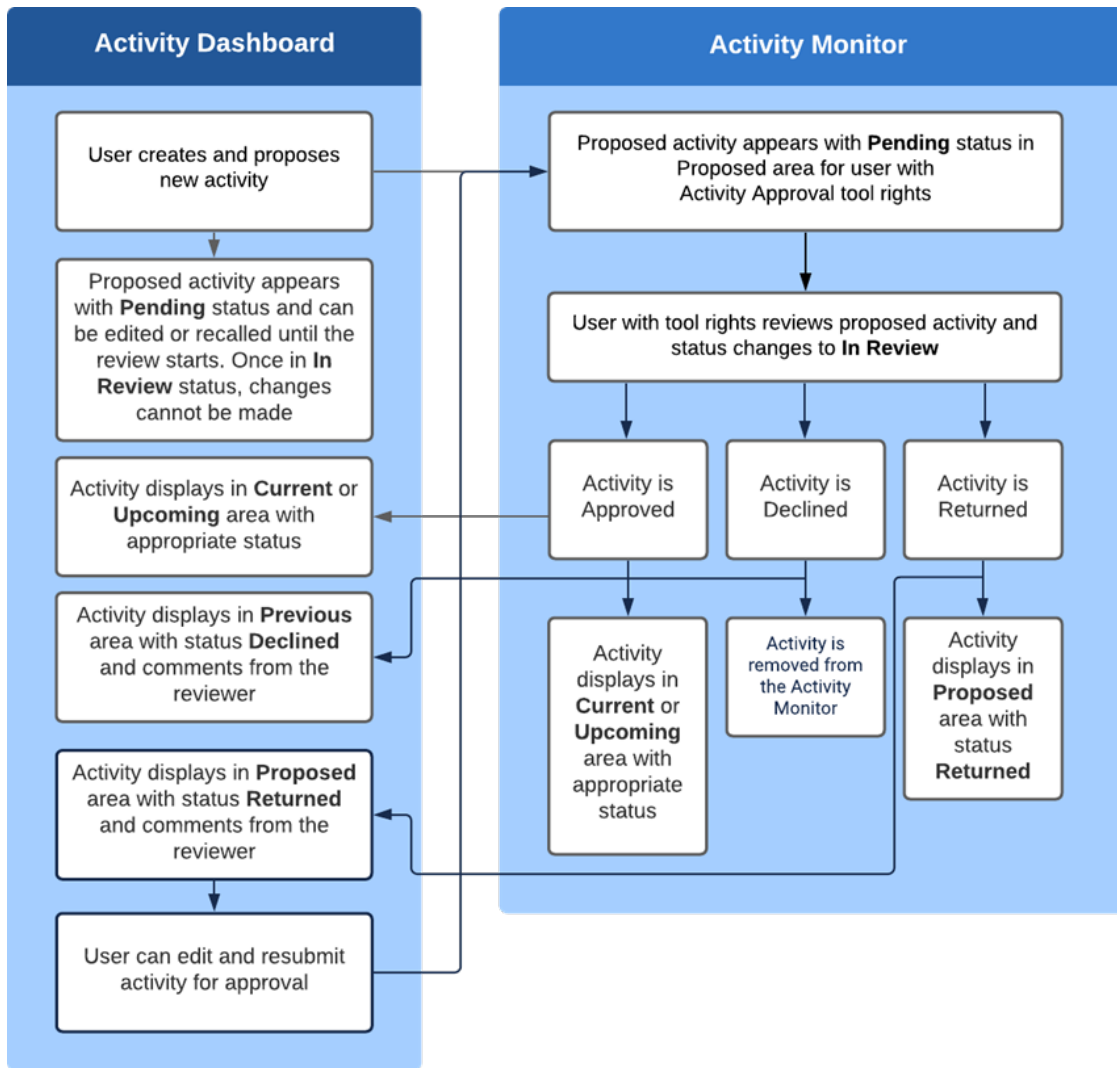 Activity Dashboard
User creates and proposes
new activity
Proposed activity appears
with Pending status and can
be edited or recalled until the
review starts. Once in In
Review status, changes
cannot be made
Activity displays in Current or
Upcoming area with
appropriate status
Activity displays in Previous
area with status Declined
and comments from the
reviewer
Activity displays in Proposed
area with status Returned
and comments from the
reviewer
User can edit and resubmit
activity for approval
Activity Monitor
Proposed activity appears with Pending status in
Proposed area for user with
Activity Approval tool rights
User with tool rights reviews proposed activity and
status changes to In Review
Activity is
Approved
Activity is
Declined
Activity is
Returned
Activity
displays in
Current or
Upcoming
area with
appropriate
status
Activity is
removed from
the Activity
Monitor
Activity
displays in
Proposed
area with
status
Returned